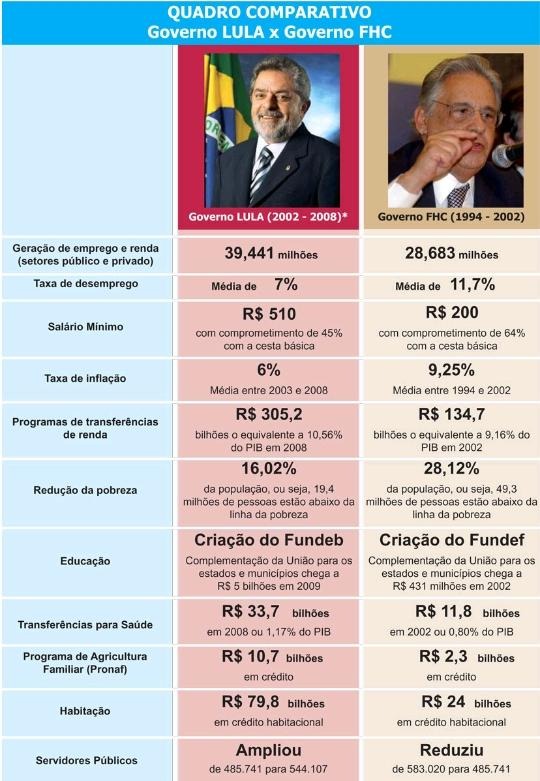 QUADRO COMPARATIVO
Governo LULA x Governo FHC
Governo LULA (2002 - 2008)*
Governo FHC (1994 - 2002)
Geração de emprego e renda
(setores público e privado)
39,441 milhões
28,683 milhões
Taxa de desemprego
Média de 7%
Média de 11,7%
Salário Mínimo
R$ 510
com comprometimento de 45%
com a cesta básica
R$ 200
com comprometimento de 64%
com a cesta básica
Taxa de inflação
6%
Média entre 2003 e 2008
9,25%
Média entre 1994 e 2002
Programas de transferências
de renda
R$ 305,2
bilhões o equivalente a 10,56%
do PIB em 2008
R$ 134,7
bilhões o equivalente a 9,16% do
PIB em 2002
Redução da pobreza
16,02%
da população, ou seja, 19,4
milhões de pessoas estão abaixo da
linha da pobreza
28,12%
da população, ou seja, 49,3
milhões de pessoas estão abaixo da
linha da pobreza
Educação
Criação do Fundeb
Complementação da União para os
estados e municípios chega a
R$ 5 bilhões em 2009
Criação do Fundef
Complementação da União para os
estados e municípios chega a
R$ 431 milhões em 2002
Transferências para Saúde
R$ 33,7 bilhões
em 2008 ou 1,17% do PIB
R$ 11,8 bilhões
em 2002 ou 0,80% do PIB
Programa de Agricultura
Familiar (Pronaf)
R$ 10,7 bilhões
em crédito
R$ 2,3 bilhões
em crédito
Habitação
R$ 79,8 bilhões
em crédito habitacional
R$ 24 bilhões
em crédito habitacional
Servidores Públicos
Ampliou
de 485.741 para 544.107
Reduziu
de 583.020 para 485.741